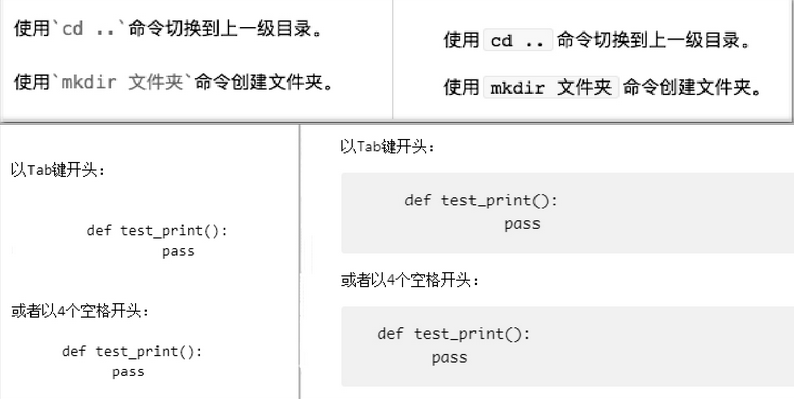 使用`cd ..`命令切换到上一级目录。
使用`mkdir 文件夹`命令创建文件夹。
使用 cd .. 命令切换到上一级目录。
使用 mkdir 文件夹 命令创建文件夹。
以Tab键开头：
def test_print():
pass
或者以4个空格开头：
def test_print():
pass
以Tab键开头：
def test_print():
pass
或者以4个空格开头：
def test_print():
pass